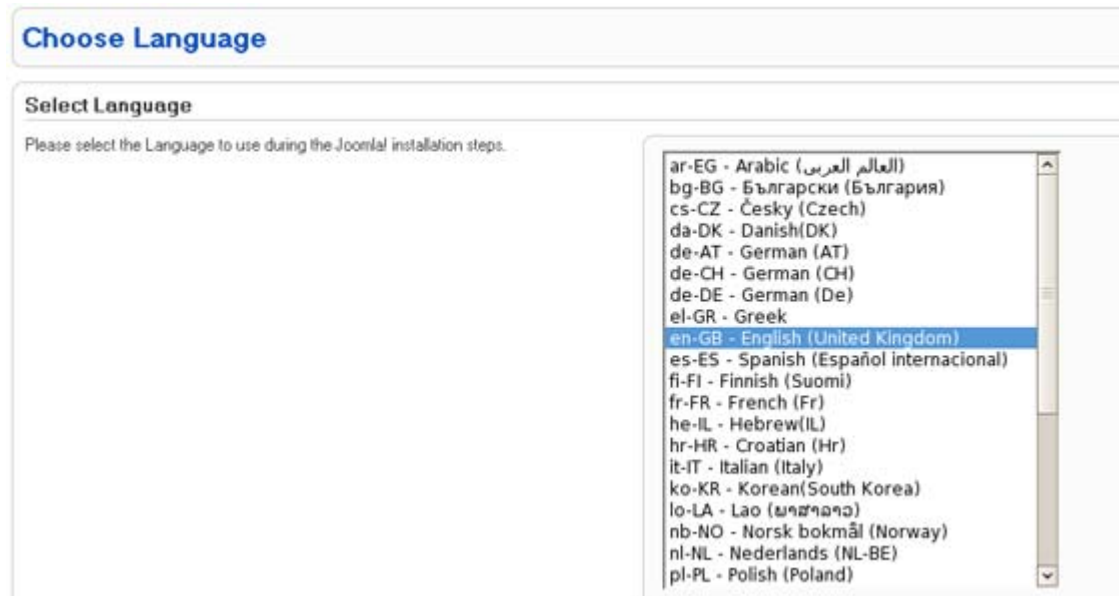 Choose Language
Select Language
Please select the Language to use during the Joomla! installation steps.
ar-EG - Arabic (العالم العربى)
bg-BG - Български (България)
cs-CZ - Česky (Czech)
da-DK - Danish(DK)
de-AT - German (AT)
de-CH - German (CH)
de-DE - German (De)
el-GR - Greek
en-GB - English (United Kingdom)
es-ES - Spanish (Español internacional)
fi-FI - Finnish (Suomi)
fr-FR - French (Fr)
he-IL - Hebrew(IL)
hr-HR - Croatian (Hr)
it-IT - Italian (Italy)
ko-KR - Korean(South Korea)
lo-LA - Lao (ພາສາລາວ)
nb-NO - Norsk bokmål (Norway)
nl-NL - Nederlands (NL-BE)
pl-PL - Polish (Poland)